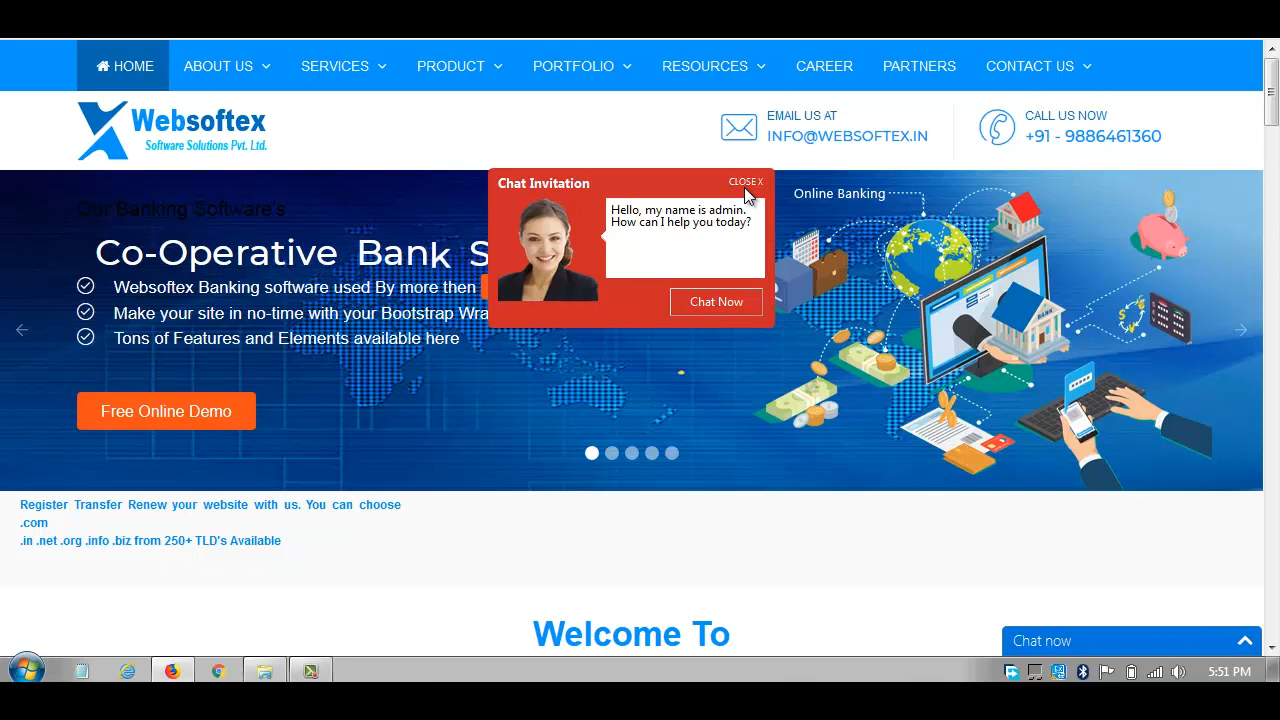 HOME ABOUT US SERVICES PRODUCT PORTFOLIO RESOURCES CAREER PARTNERS CONTACT US
Websoftex
Software Solutions Pvt. Ltd.
EMAIL US AT
INFO@WEBSOFTEX.IN
CALL US NOW
+91 - 9886461360
Chat Invitation
CLOSE X
Hello, my name is admin.
How can I help you today?
Chat Now
Our Banking Software's
Co-Operative Bank S
Websoftex Banking software used By more then
Make your site in no-time with your Bootstrap Wra
Tons of Features and Elements available here
Free Online Demo
Online Banking
BANK
Register Transfer Renew your website with us. You can choose
.com
.in .net .org .info .biz from 250+ TLD's Available
Welcome To
Chat now
5:51 PM